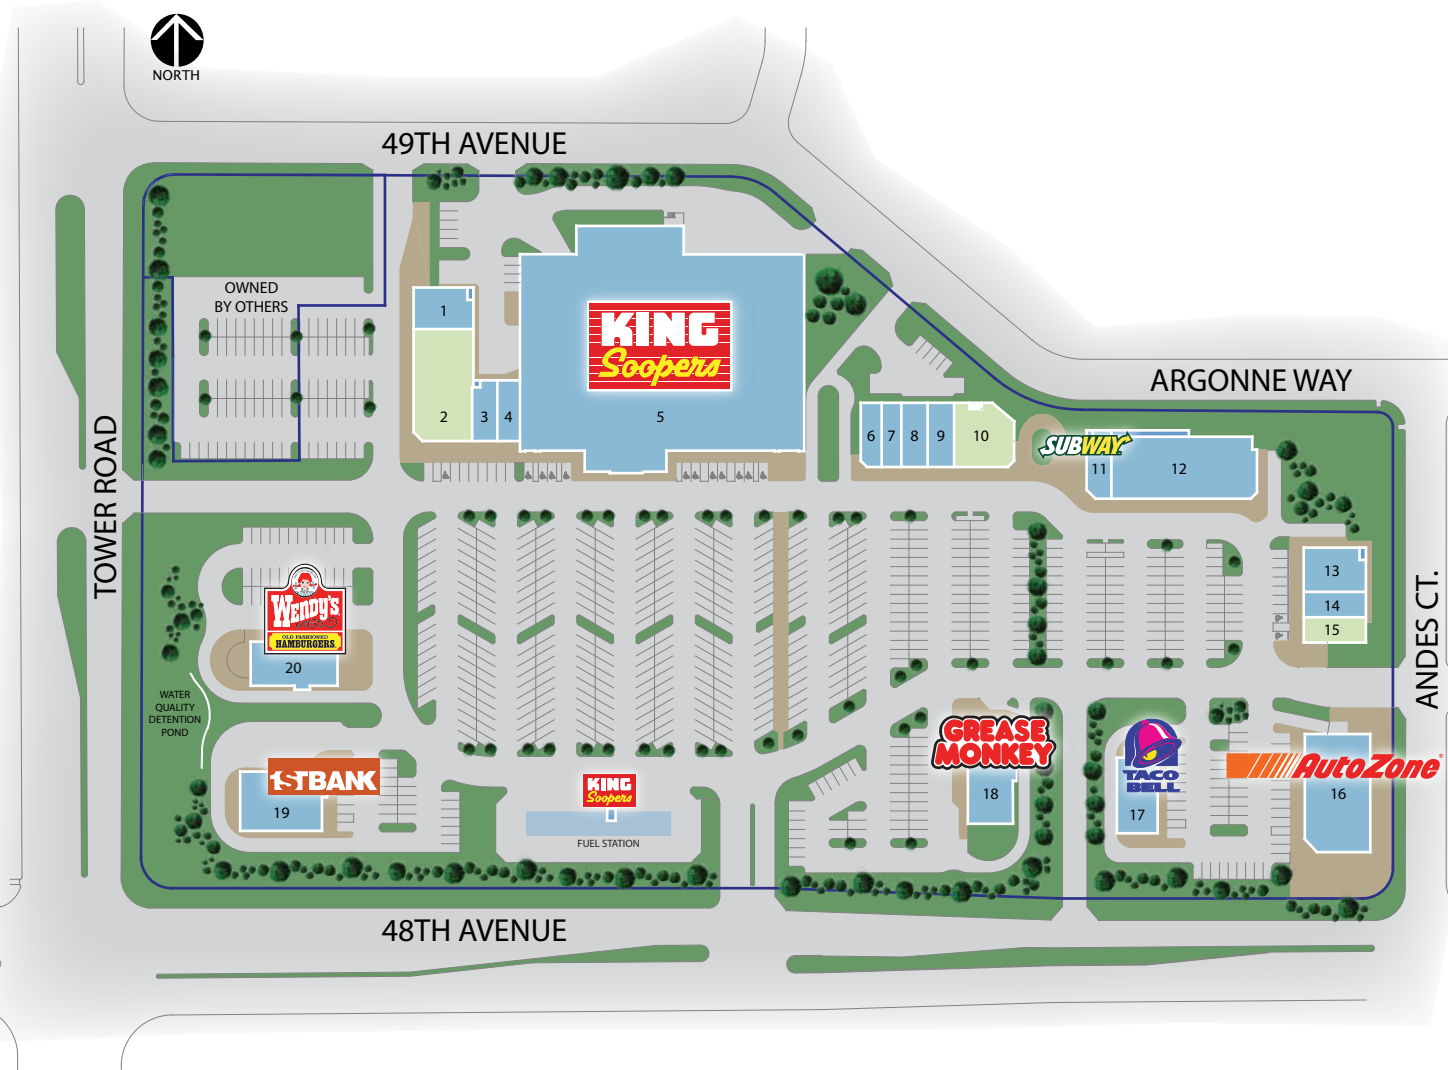 NORTH
49TH AVENUE
OWNED
BY OTHERS
1
KING
Soopers
ARGONNE WAY
2
3
4
5
6
7
8
9
10
SUBWAY
11
12
TOWER ROAD
WENDY'S
OLD FASHIONED
HAMBURGERS.
20
13
14
15
ANDES CT.
WATER
QUALITY
DETENTION
POND
1STBANK
19
KING
Soopers
FUEL STATION
GREASE
MONKEY
18
TACO
BELL
17
AutoZone
16
48TH AVENUE